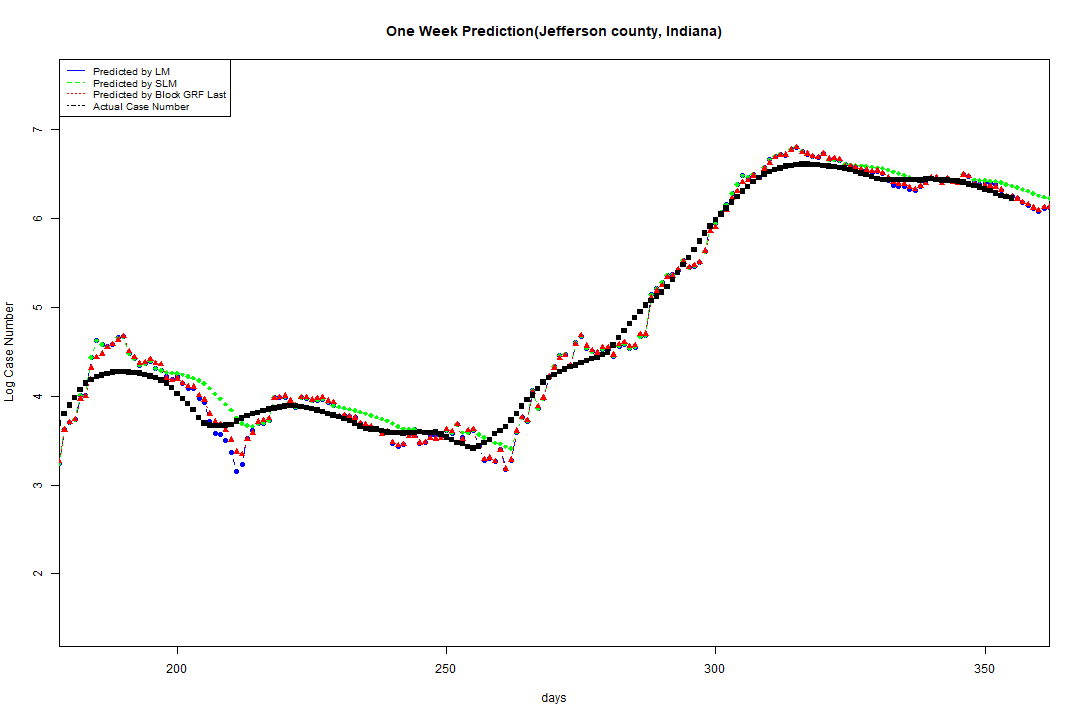 One Week Prediction(Jefferson county, Indiana)
Predicted by LM
Predicted by SLM
Predicted by Block GRF Last
Actual Case Number
7
6
5
4
3
2
Log Case Number
200 250 300 350
days